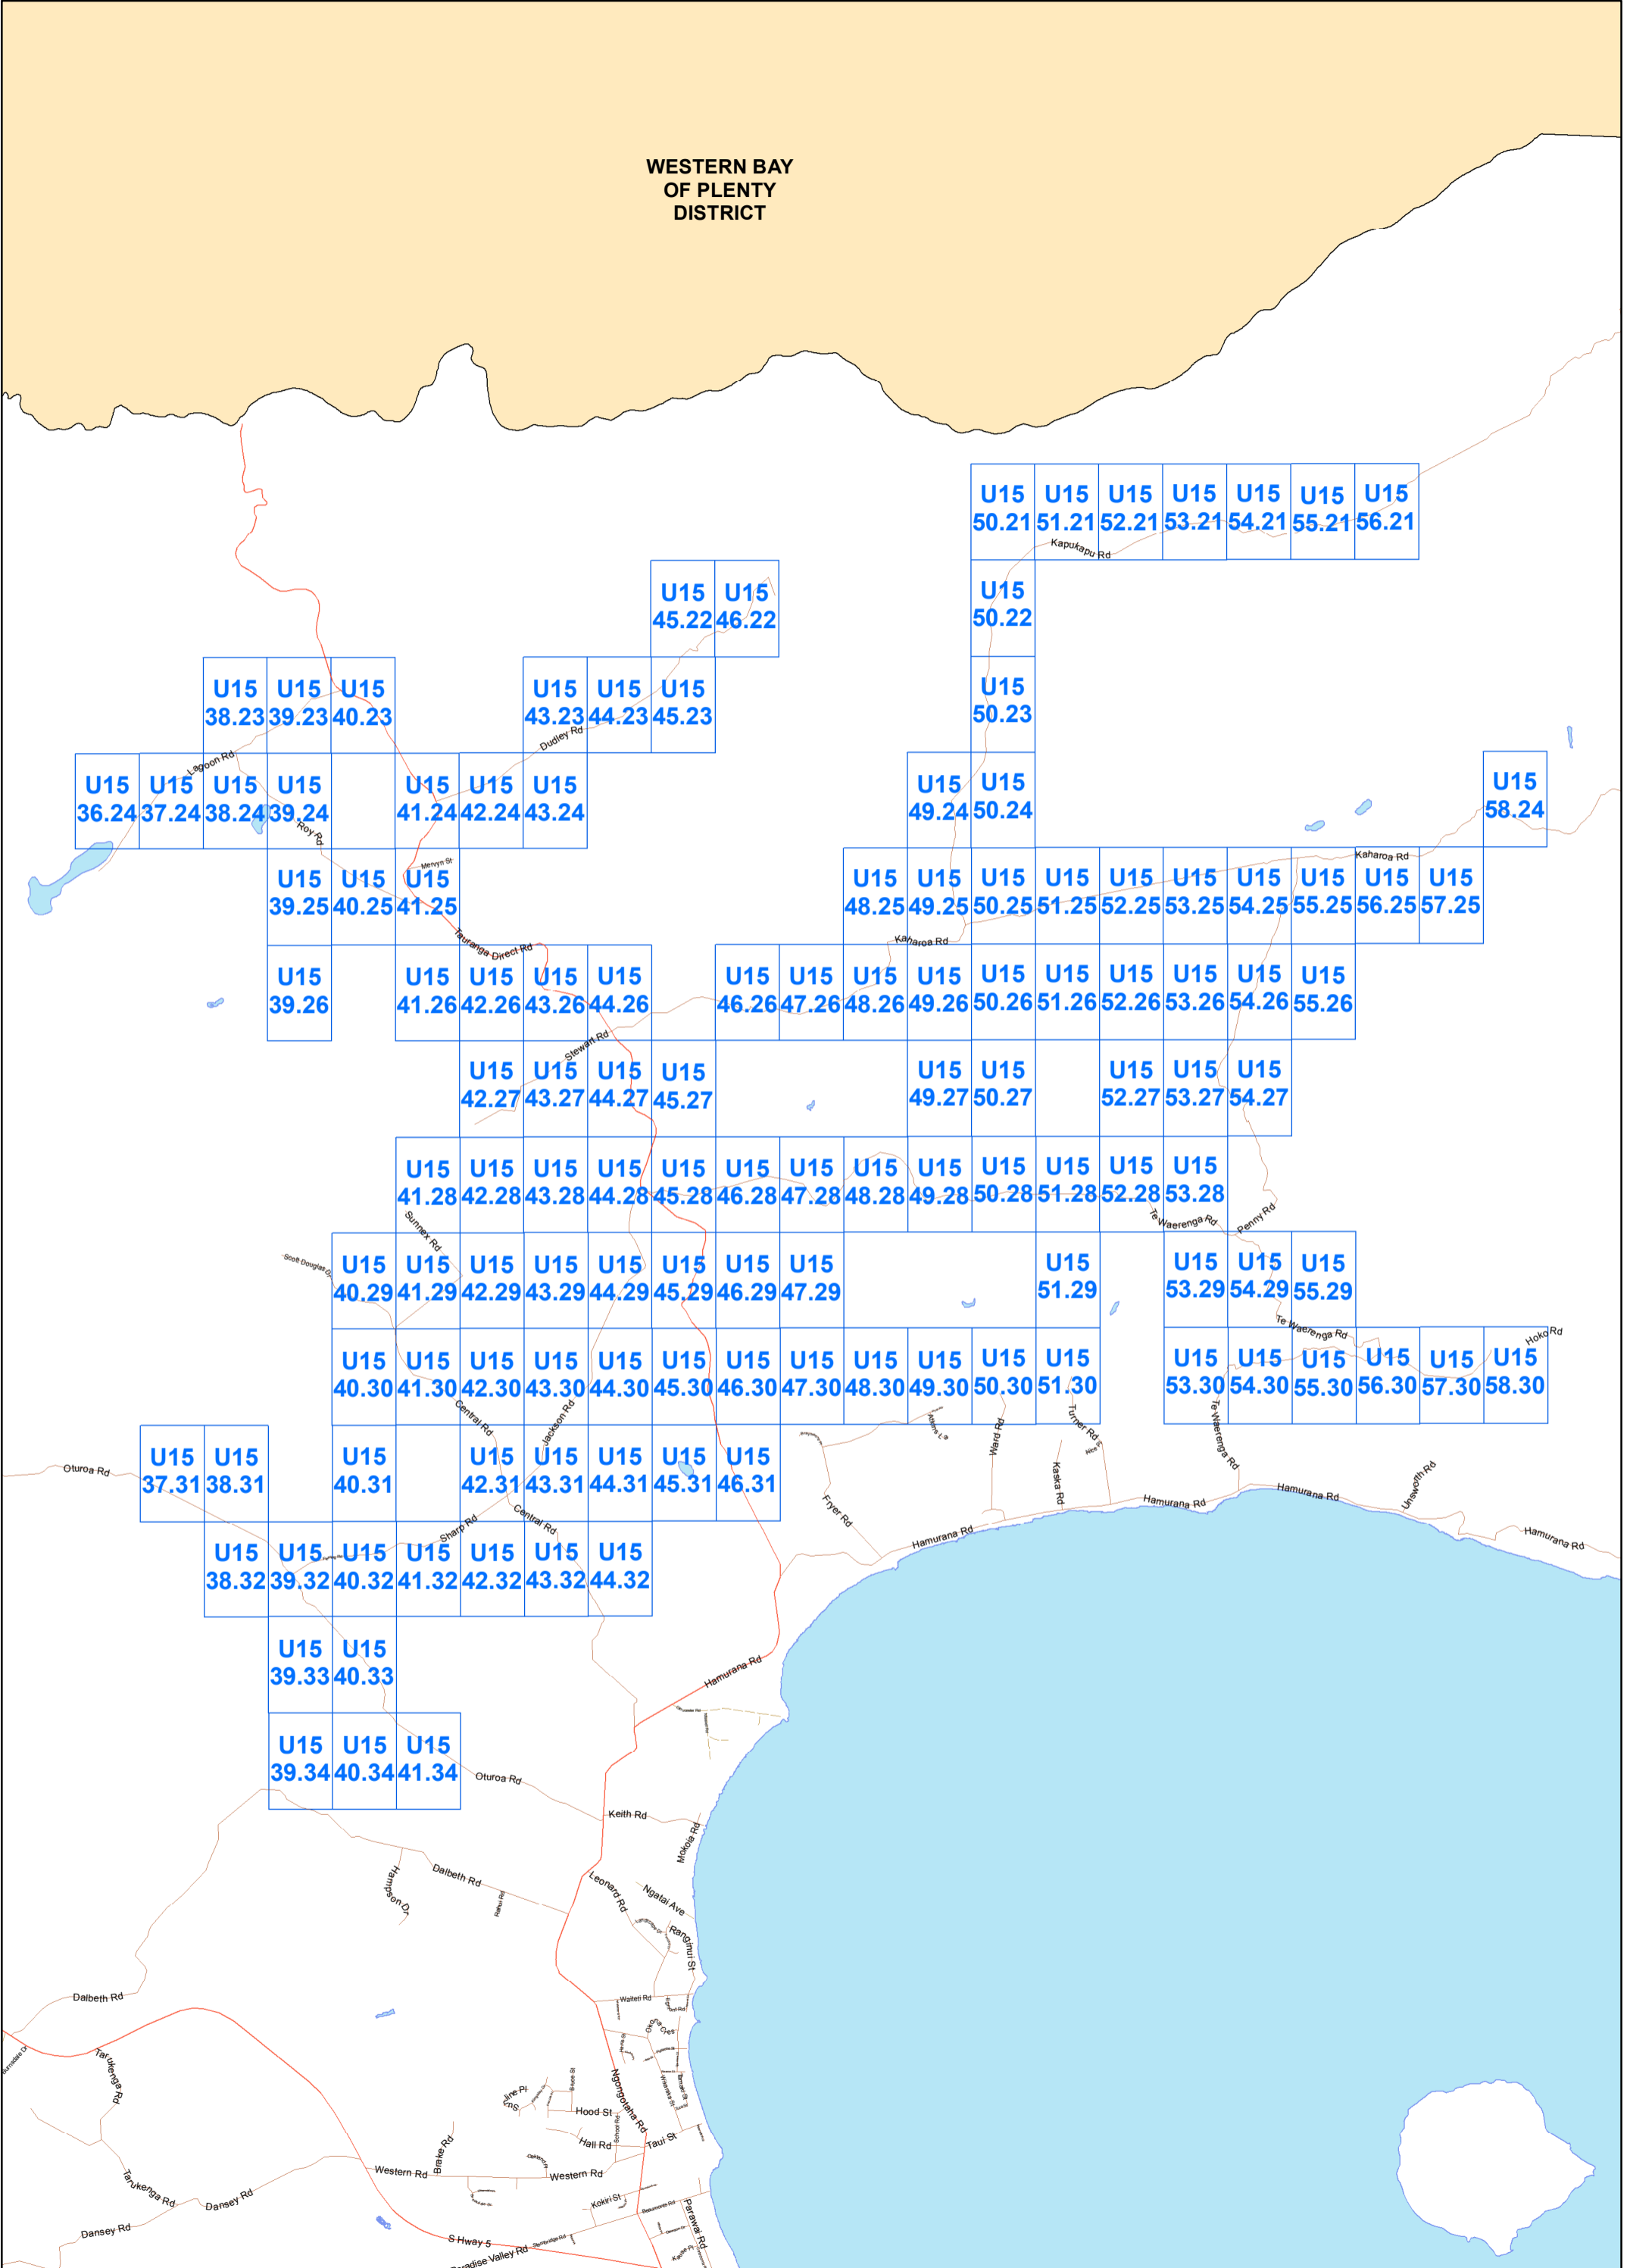 WESTERN BAY
OF PLENTY
DISTRICT
U15 U15 U15 U15 U15 U15 U15
50.21 51.21 52.21 53.21 54.21 55.21 56.21
Kapukapu Rd
U15 U15 U15
45.22 46.22 50.22
U15 U15 U15 U15 U15 U15 U15
38.23 39.23 40.23 43.23 44.23 45.23 50.23
Dudley Rd
Lagoon Rd
U15 U15 U15 U15 U15 U15 U15 U15 U15 U15
36.24 37.24 38.24 39.24 41.24 42.24 43.24 49.24 50.24 58.24
Roy Rd
Mervyn St
Kaharoa Rd
U15 U15 U15 U15 U15 U15 U15 U15 U15 U15 U15 U15 U15
39.25 40.25 41.25 48.25 49.25 50.25 51.25 52.25 53.25 54.25 55.25 56.25 57.25
Tauranga Direct Rd
Kaharoa Rd
U15 U15 U15 U15 U15 U15 U15 U15 U15 U15 U15 U15 U15 U15 U15
39.26 41.26 42.26 43.26 44.26 46.26 47.26 48.26 49.26 50.26 51.26 52.26 53.26 54.26 55.26
Stewart Rd
U15 U15 U15 U15 U15 U15 U15 U15 U15
42.27 43.27 44.27 45.27 49.27 50.27 52.27 53.27 54.27
U15 U15 U15 U15 U15 U15 U15 U15 U15 U15 U15 U15 U15
41.28 42.28 43.28 44.28 45.28 46.28 47.28 48.28 49.28 50.28 51.28 52.28 53.28
Sunnex Rd
Te Waerenga Rd
Penny Rd
Scott Douglas Dr
U15 U15 U15 U15 U15 U15 U15 U15 U15 U15 U15 U15
40.29 41.29 42.29 43.29 44.29 45.29 46.29 47.29 51.29 53.29 54.29 55.29
Te Waerenga Rd
Hoko Rd
U15 U15 U15 U15 U15 U15 U15 U15 U15 U15 U15 U15 U15 U15 U15 U15 U15 U15
40.30 41.30 42.30 43.30 44.30 45.30 46.30 47.30 48.30 49.30 50.30 51.30 53.30 54.30 55.30 56.30 57.30 58.30
Central Rd
Jackson Rd
Ward Rd
Turner Rd
Te Waerenga Rd
U15 U15 U15 U15 U15 U15 U15 U15
37.31 38.31 40.31 42.31 43.31 44.31 45.31 46.31
Oturoa Rd
Kaska Rd
Fryer Rd
Hamurana Rd
Hamurana Rd
Unsworth Rd
Hamurana Rd
Hamurana Rd
Sharp Rd
Central Rd
U15 U15 U15 U15 U15 U15 U15
38.32 39.32 40.32 41.32 42.32 43.32 44.32
U15 U15
39.33 40.33
Hamurana Rd
U15 U15 U15
39.34 40.34 41.34
Oturoa Rd
Keith Rd
Mokoia Rd
Dalbeth Rd
Hampson Dr
Rahui Rd
Leonard Rd
Ngatai Ave
Ranginui St
Dalbeth Rd
Waiteti Rd
Tarukenga Rd
Ngongotaha Rd
Bruce St
Hood St
School Rd
Hall Rd
Taui St
Brake Rd
Western Rd
Western Rd
Tarukenga Rd
Dansey Rd
Kokiri St
Parawai Rd
Dansey Rd
S Hway 5